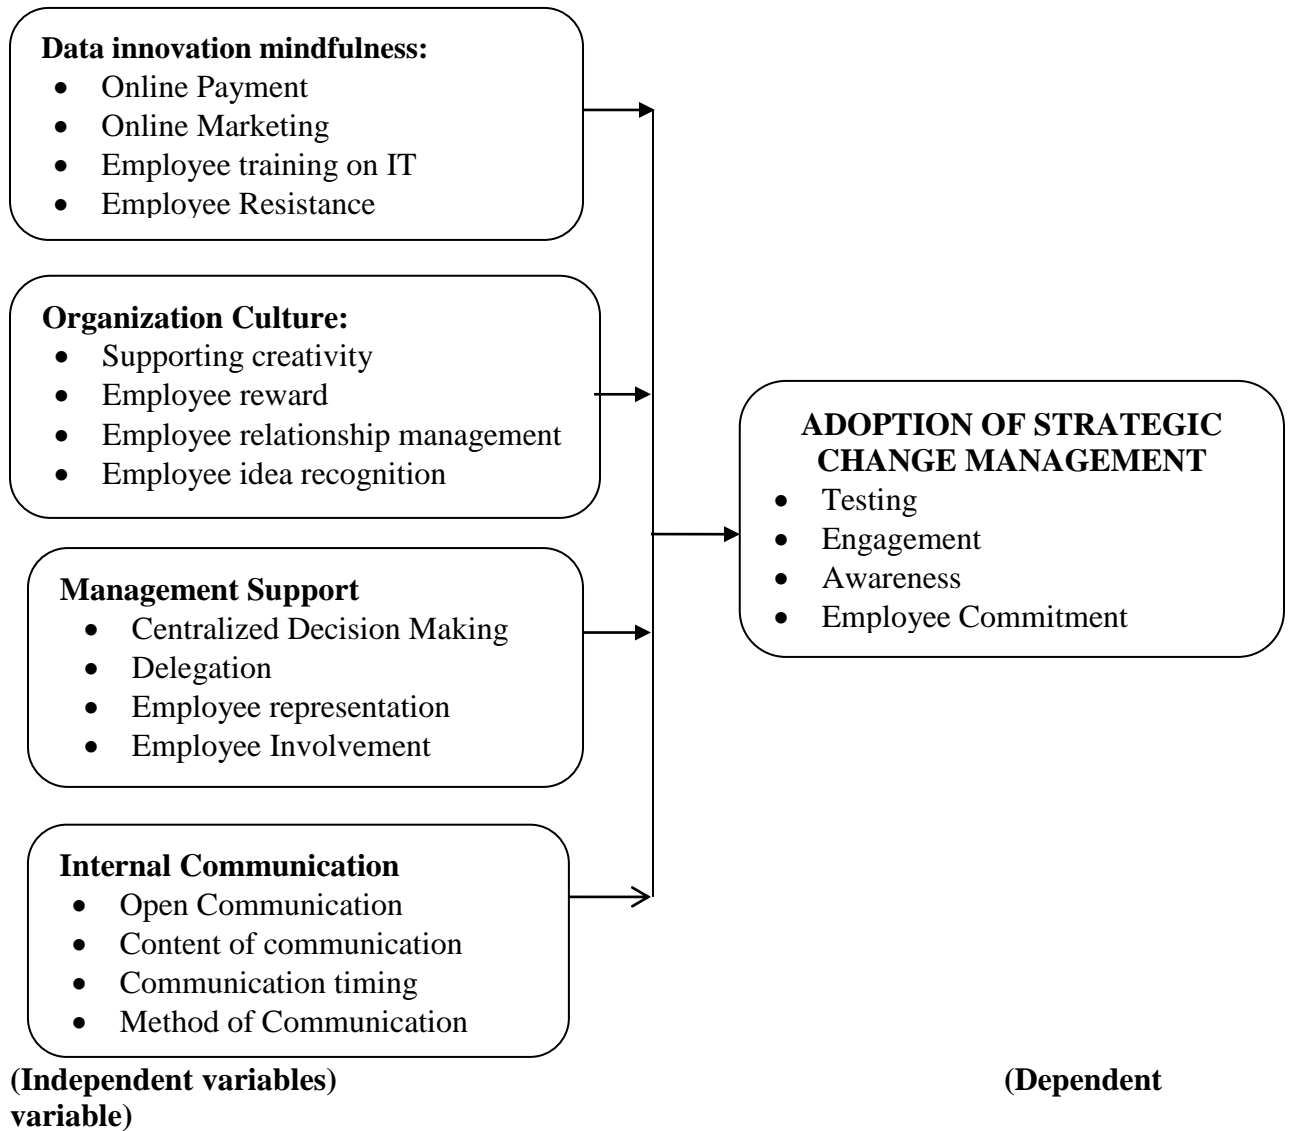 Data innovation mindfulness:
• Online Payment
• Online Marketing
• Employee training on IT
• Employee Resistance
Organization Culture:
• Supporting creativity
• Employee reward
• Employee relationship management
• Employee idea recognition
Management Support
• Centralized Decision Making
• Delegation
• Employee representation
• Employee Involvement
Internal Communication
• Open Communication
• Content of communication
• Communication timing
• Method of Communication
ADOPTION OF STRATEGIC
CHANGE MANAGEMENT
• Testing
• Engagement
• Awareness
• Employee Commitment
(Independent variables) (Dependent
variable)